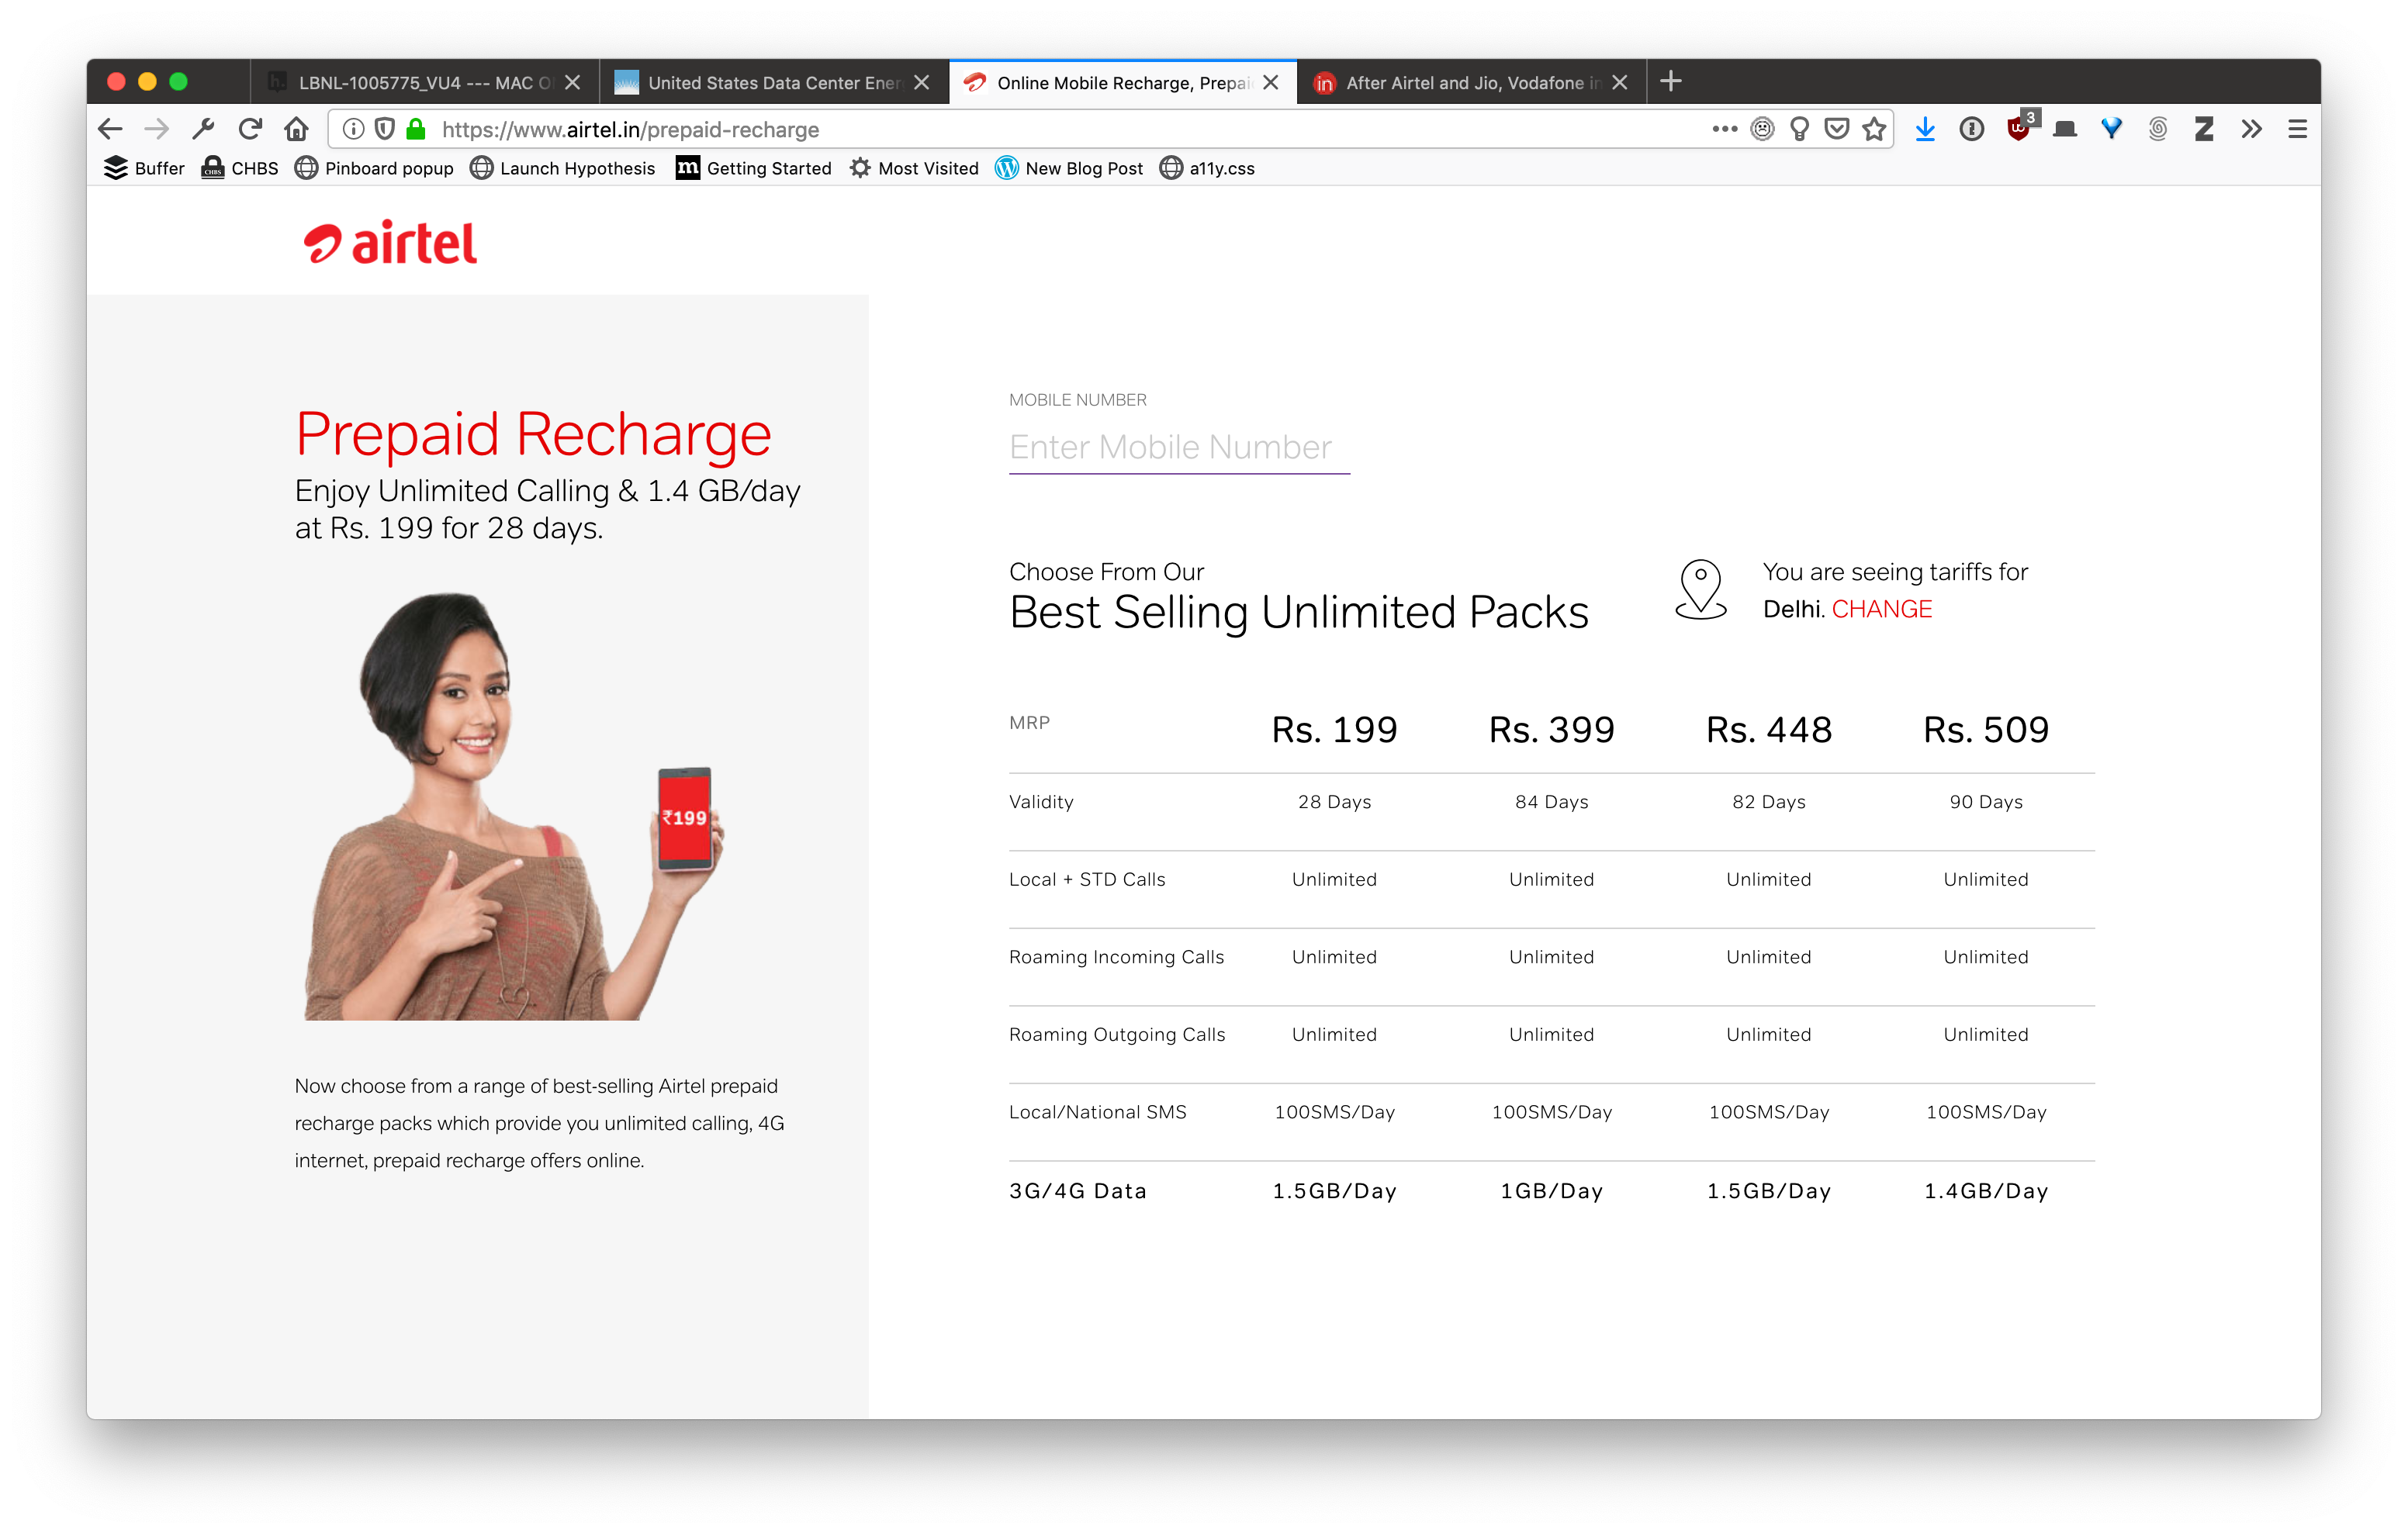 LBNL-1005775_VU4 --- MAC O
United States Data Center Ener
Online Mobile Recharge, Prepai
After Airtel and Jio, Vodafone in
https://www.airtel.in/prepaid-recharge
3
Buffer
CHBS
Pinboard popup
Launch Hypothesis
m Getting Started
Most Visited
New Blog Post
a11y.css
airtel
Prepaid Recharge
Enjoy Unlimited Calling & 1.4 GB/day
at Rs. 199 for 28 days.
₹199
Now choose from a range of best-selling Airtel prepaid
recharge packs which provide you unlimited calling, 4G
internet, prepaid recharge offers online.
MOBILE NUMBER
Enter Mobile Number
Choose From Our
Best Selling Unlimited Packs
You are seeing tariffs for
Delhi. CHANGE
MRP Rs. 199 Rs. 399 Rs. 448 Rs. 509
Validity 28 Days 84 Days 82 Days 90 Days
Local + STD Calls Unlimited Unlimited Unlimited Unlimited
Roaming Incoming Calls Unlimited Unlimited Unlimited Unlimited
Roaming Outgoing Calls Unlimited Unlimited Unlimited Unlimited
Local/National SMS 100SMS/Day 100SMS/Day 100SMS/Day 100SMS/Day
3G/4G Data 1.5GB/Day 1GB/Day 1.5GB/Day 1.4GB/Day